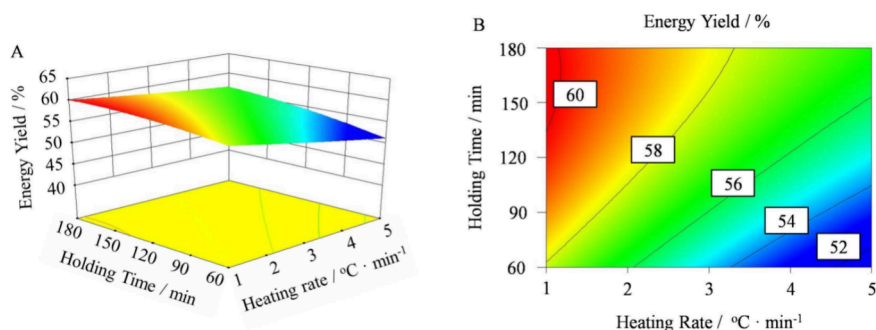 A
65
60
55
50
45
40
Energy Yield / %
180
150
120
90
60
Holding Time / min
1
2
3
4
5
Heating rate / °C · min⁻¹
B
Energy Yield / %
180
150
120
90
60
Holding Time / min
60
58
56
54
52
1 2 3 4 5
Heating Rate / °C · min⁻¹